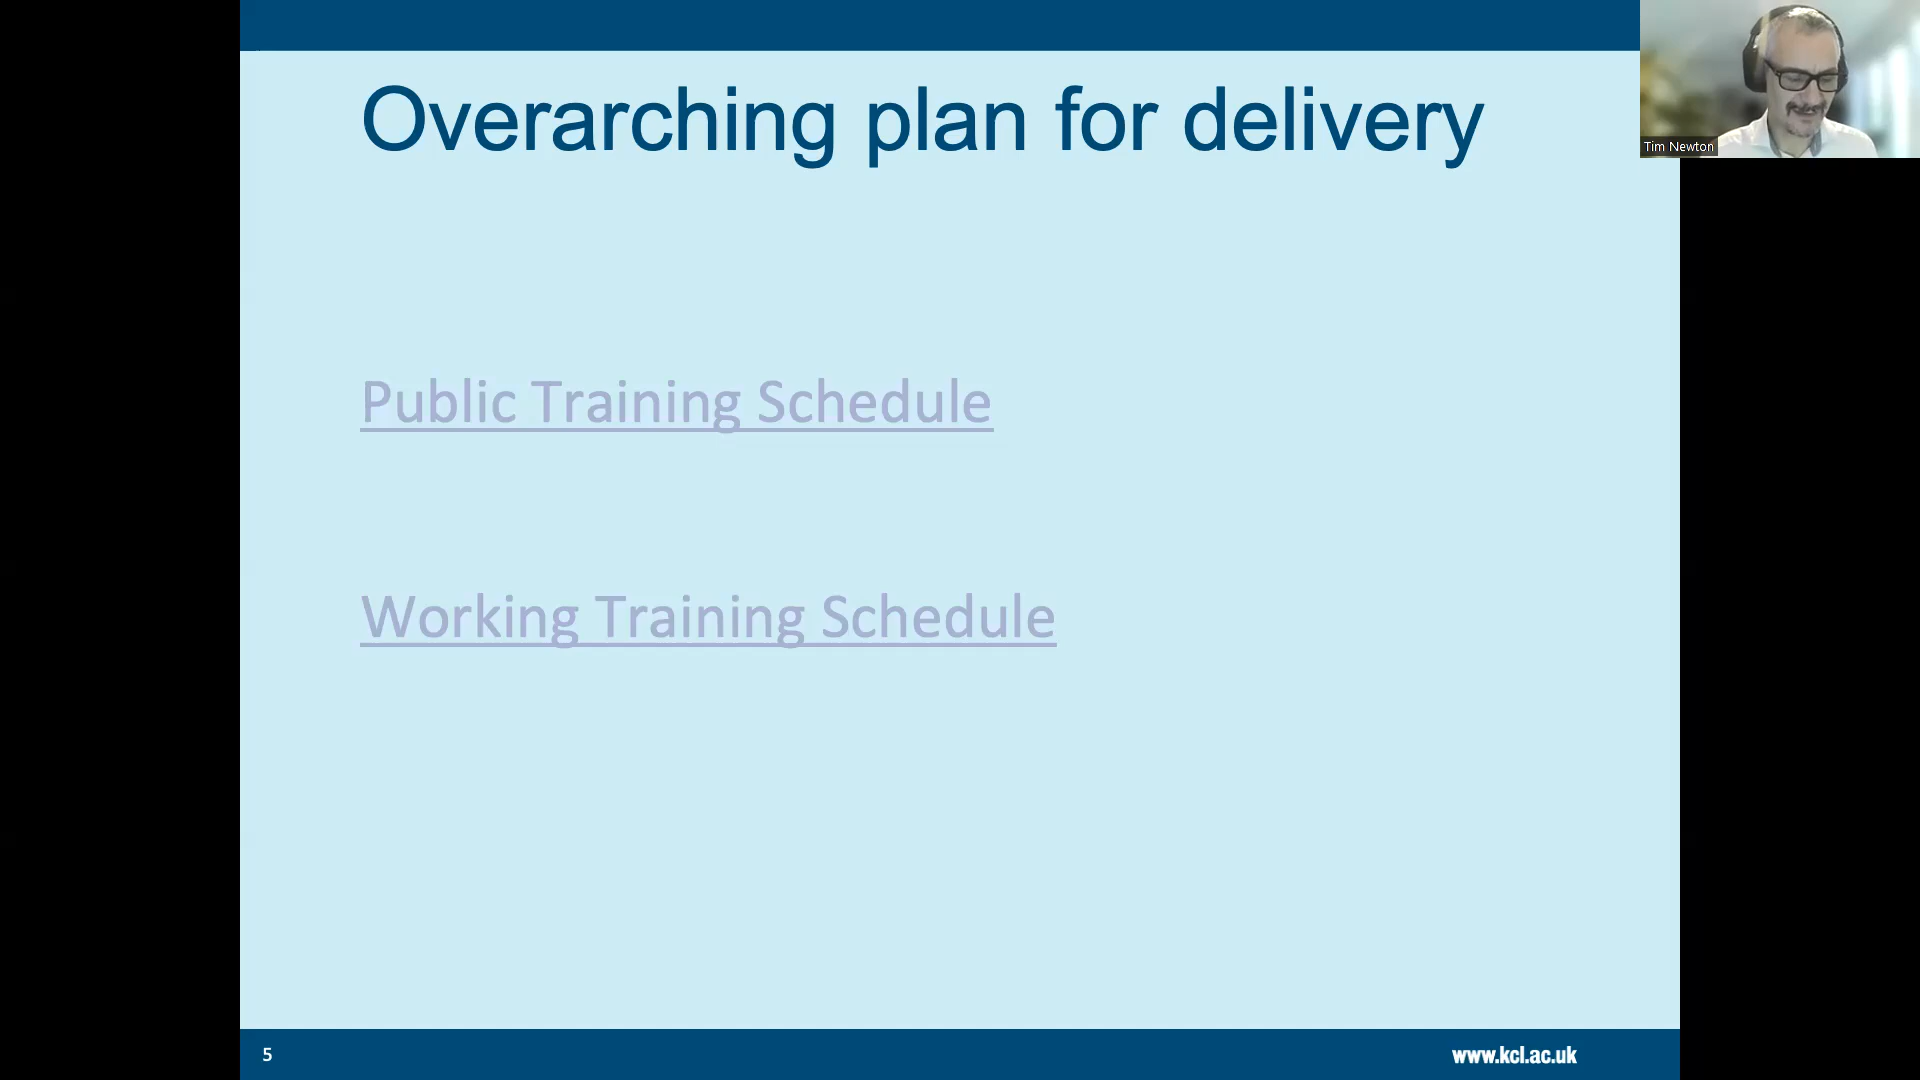 Overarching plan for delivery
Tim Newton
Public Training Schedule
Working Training Schedule
5
www.kcl.ac.uk